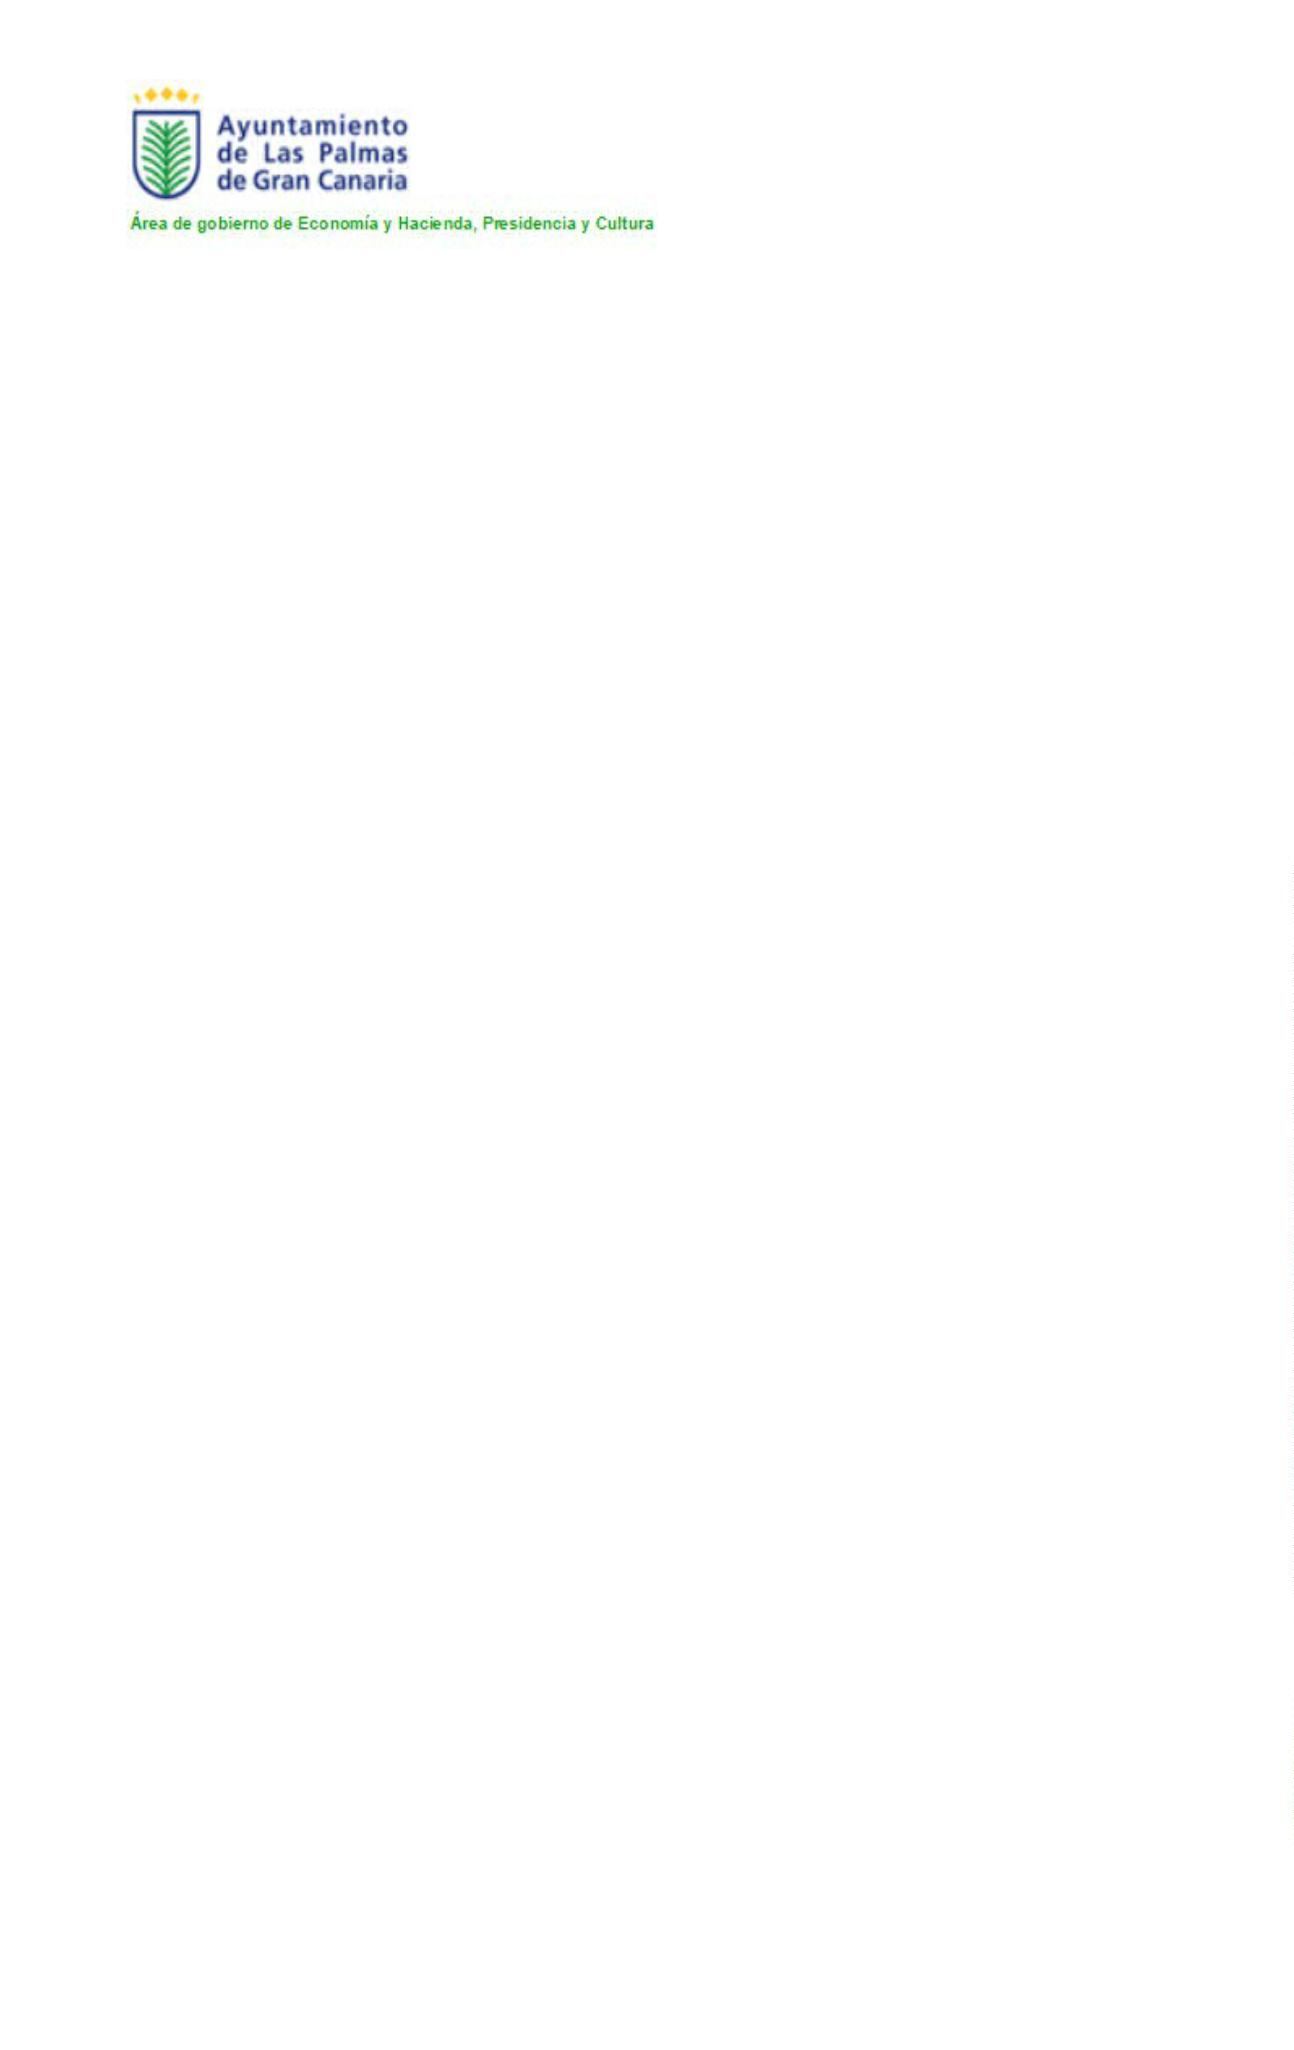 Ayuntamiento
de Las Palmas
de Gran Canaria
Área de gobierno de Economía y Hacienda, Presidencia y Cultura